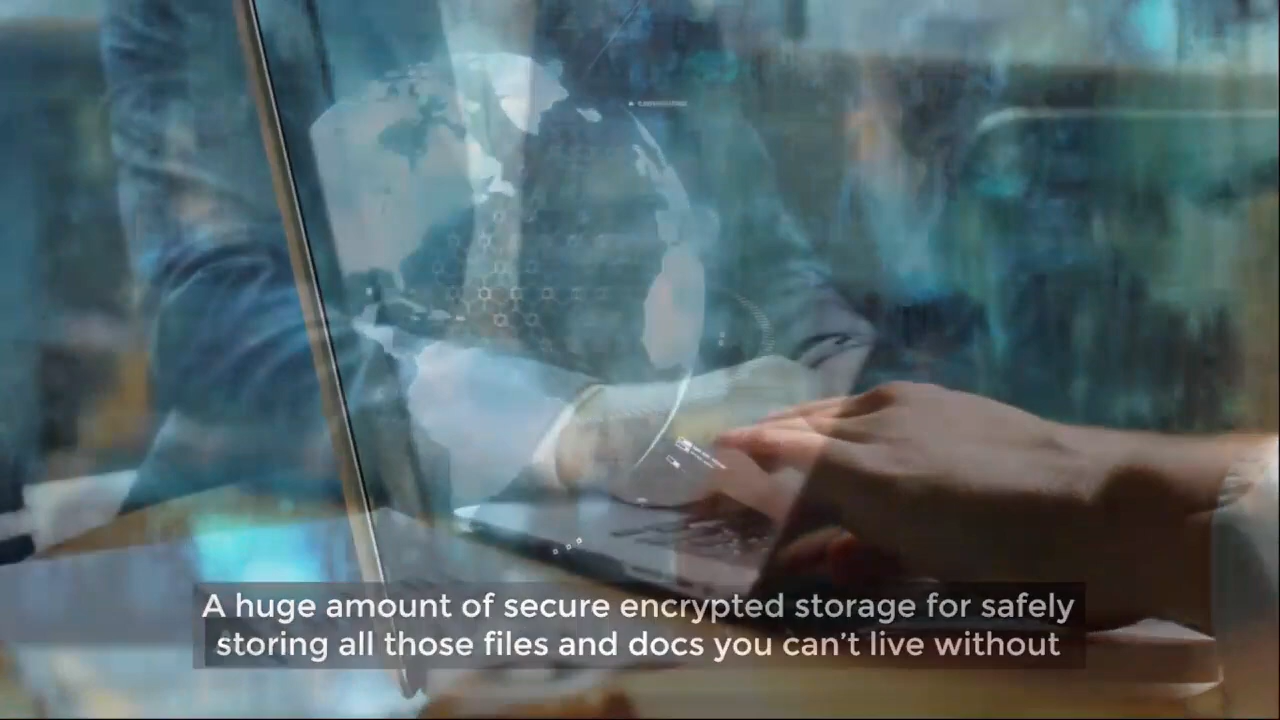 A huge amount of secure encrypted storage for safely
storing all those files and docs you can't live without